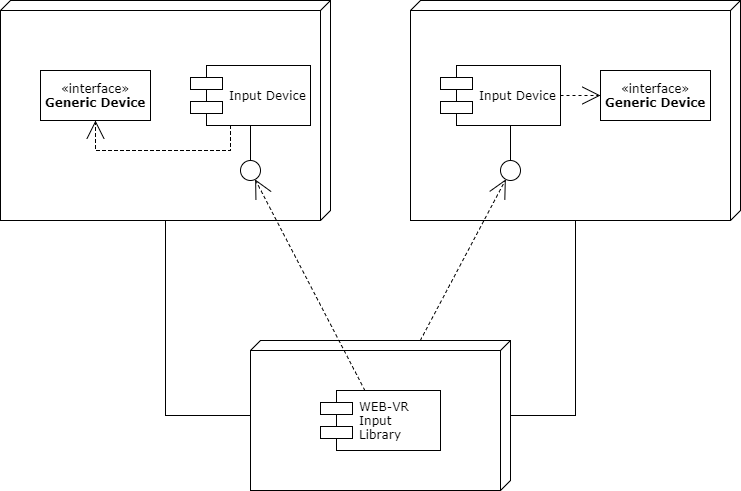 «interface»
Generic Device
Input Device
Input Device
«interface»
Generic Device
WEB-VR
Input
Library